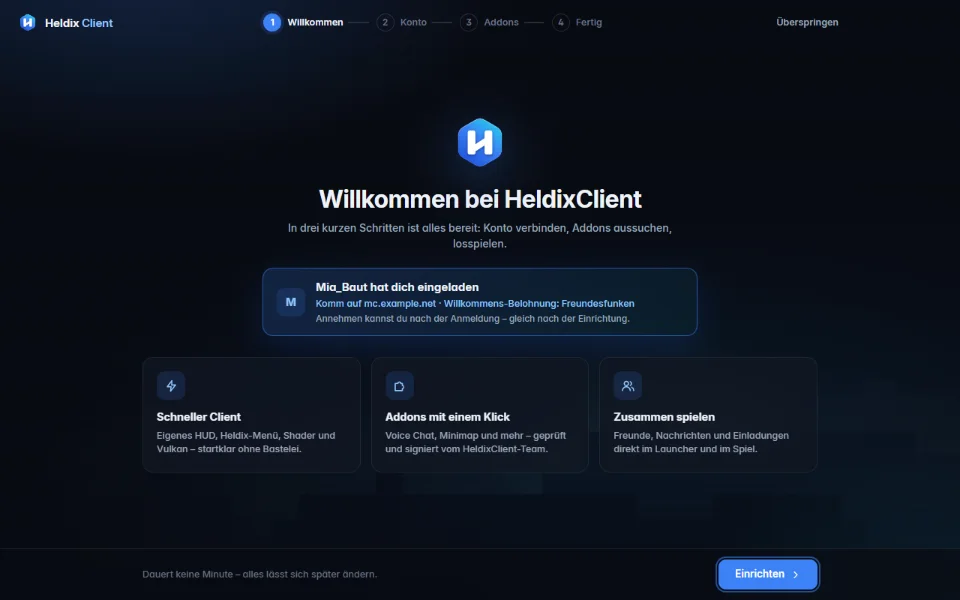 Heldix Client
1 Willkommen
2 Konto
3 Addons
4 Fertig
Überspringen
Willkommen bei HeldixClient
In drei kurzen Schritten ist alles bereit: Konto verbinden, Addons aussuchen,
losspielen.
M
Mia_Baut hat dich eingeladen
Komm auf mc.example.net · Willkommens-Belohnung: Freundesfunken
Annehmen kannst du nach der Anmeldung – gleich nach der Einrichtung.
Schneller Client
Eigenes HUD, Heldix-Menü, Shader und
Vulkan – startklar ohne Bastelei.
Addons mit einem Klick
Voice Chat, Minimap und mehr – geprüft
und signiert vom HeldixClient-Team.
Zusammen spielen
Freunde, Nachrichten und Einladungen
direkt im Launcher und im Spiel.
Dauert keine Minute – alles lässt sich später ändern.
Einrichten